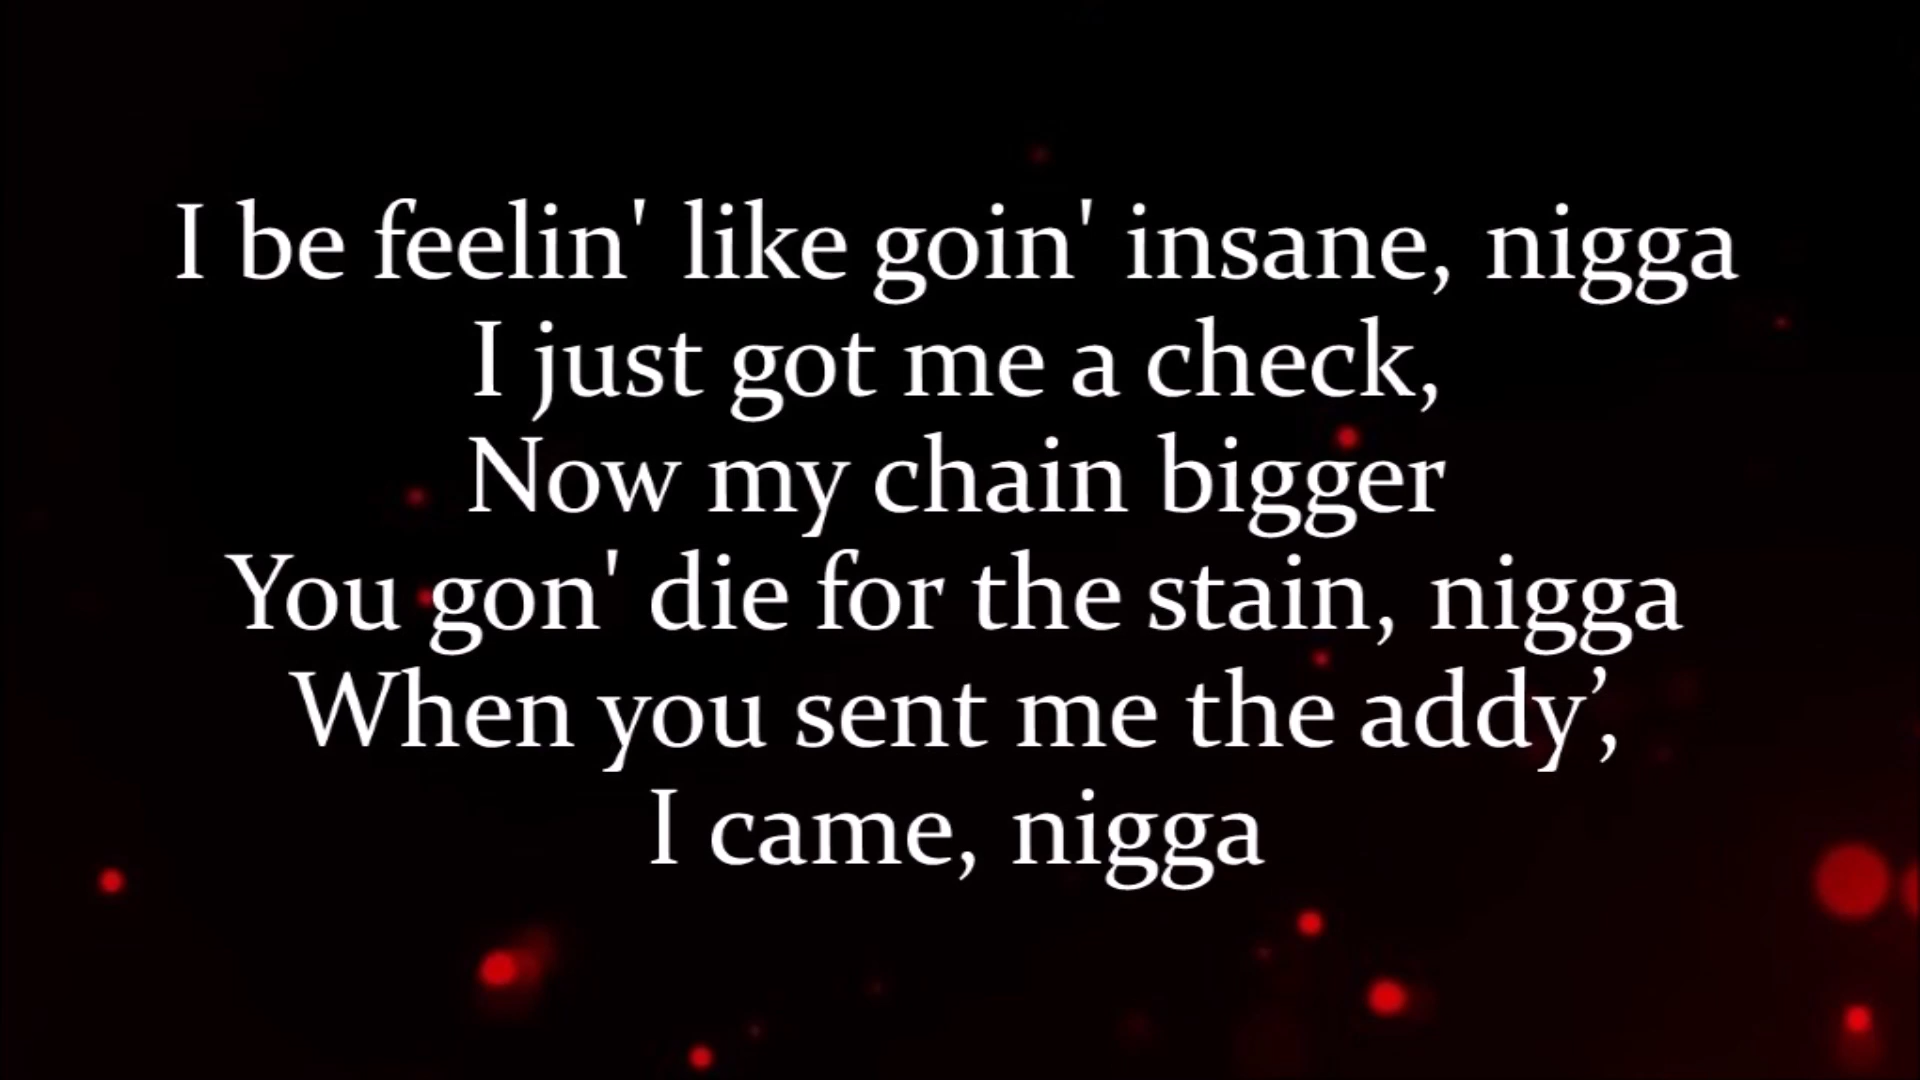 I be feelin' like goin' insane, nigga
I just got me a check,
Now my chain bigger
You gon' die for the stain, nigga
When you sent me the addy’,
I came, nigga